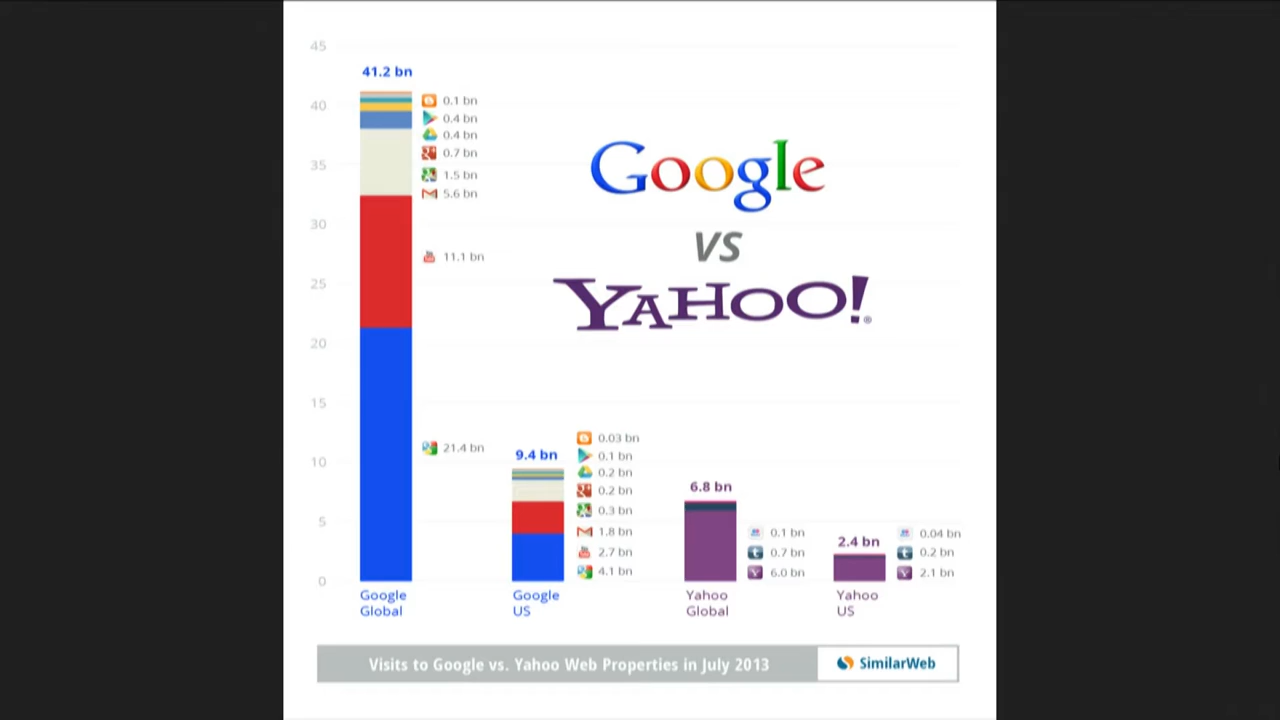 45
41.2 bn
40
35
30
25
20
15
10
5
0
0.1 bn
0.4 bn
0.4 bn
0.7 bn
1.5 bn
5.6 bn
11.1 bn
21.4 bn
Google
Global
Google
VS
YAHOO!®
9.4 bn
0.03 bn
0.1 bn
0.2 bn
0.2 bn
0.3 bn
1.8 bn
2.7 bn
4.1 bn
Google
US
6.8 bn
0.1 bn
0.7 bn
6.0 bn
Yahoo
Global
2.4 bn
0.04 bn
0.2 bn
2.1 bn
Yahoo
US
Visits to Google vs. Yahoo Web Properties in July 2013
SimilarWeb